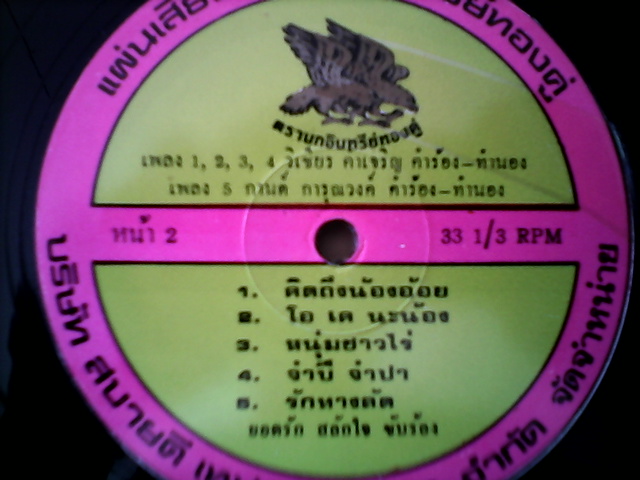 แผ่นเสียง
ทองคู่
ตรานกอินทรีย์ทองคู่
เพลง 1, 2, 3, 4 วิเชียร คำเจริญ คำร้อง-ทำนอง
เพลง 5 กานต์ การุณวงศ์ คำร้อง-ทำนอง
หน้า 2
33 1/3 RPM
1. คิดถึงน้องอ้อย
2. โอ เค นะน้อง
3. หนุ่มชาวไร่
4. จำปี จำปา
5. รักทางลัด
ยอดรัก สลักใจ ขับร้อง
บริษัท สบายดี
จำกัด จัดจำหน่าย